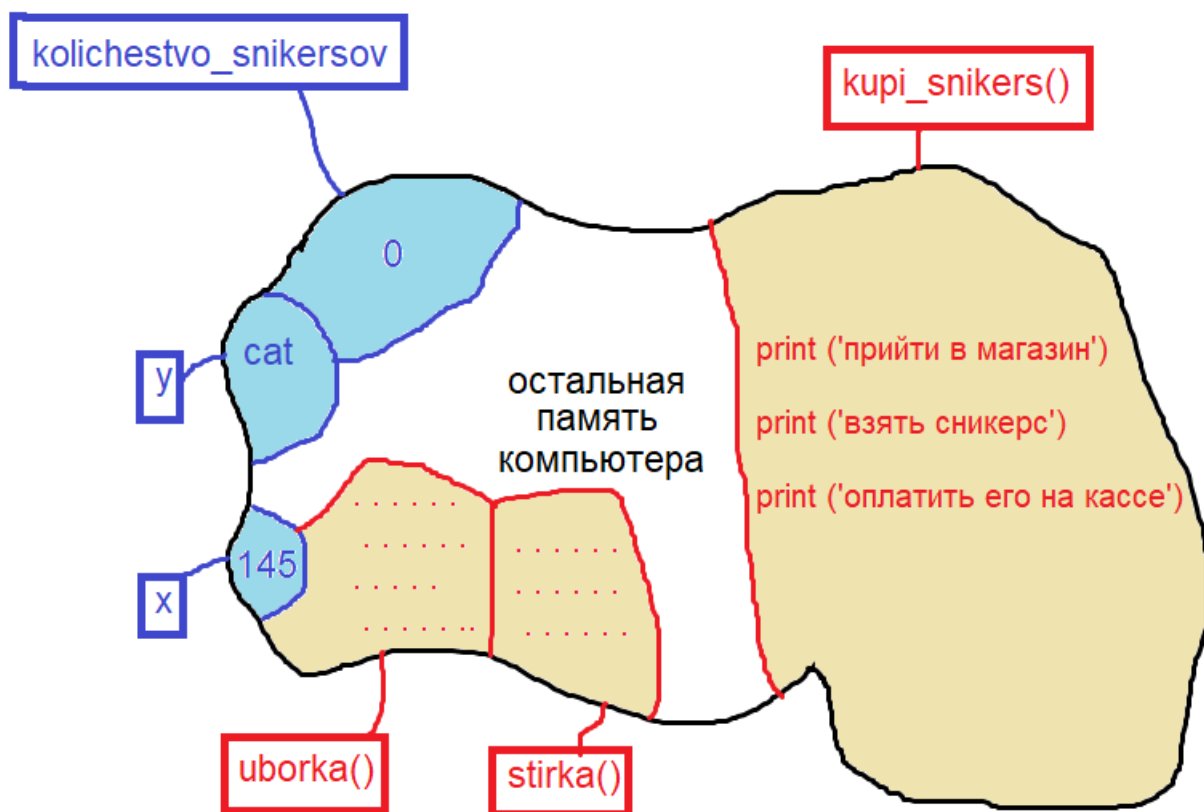 kolichestvo_snikersov
kupi_snikers()
0
cat
y
остальная
память
компьютера
print ('прийти в магазин')
print ('взять сникерс')
print ('оплатить его на кассе')
145
x
. . . . . .
. . . . . .
. . . . .
. . . . . ..
. . . . . .
. . . . . .
. . . . . .
uborka()
stirka()